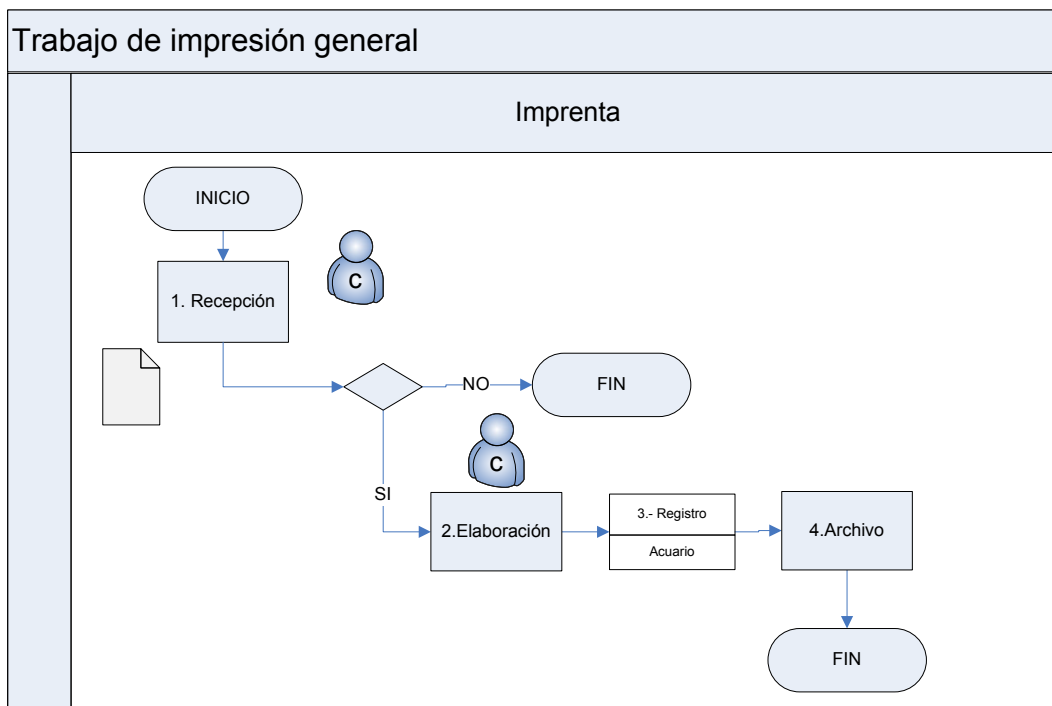 Trabajo de impresión general
Imprenta
INICIO
C
1. Recepción
NO
FIN
C
SI
2.Elaboración
3.- Registro
Acuario
4.Archivo
FIN